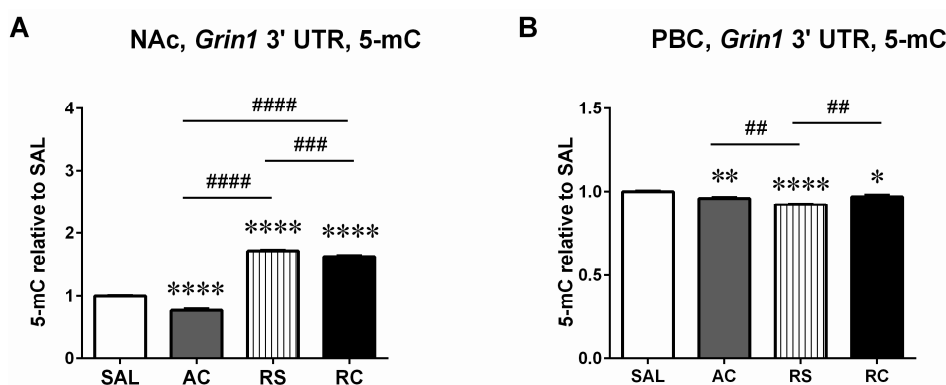 A
NAc, Grin1 3' UTR, 5-mC
5-mC relative to SAL
4
3
2
1
0
####
###
####
****
****
****
SAL AC RS RC
B
PBC, Grin1 3' UTR, 5-mC
5-mC relative to SAL
1.5
1.0
0.5
0.0
##
##
**
****
*
SAL AC RS RC